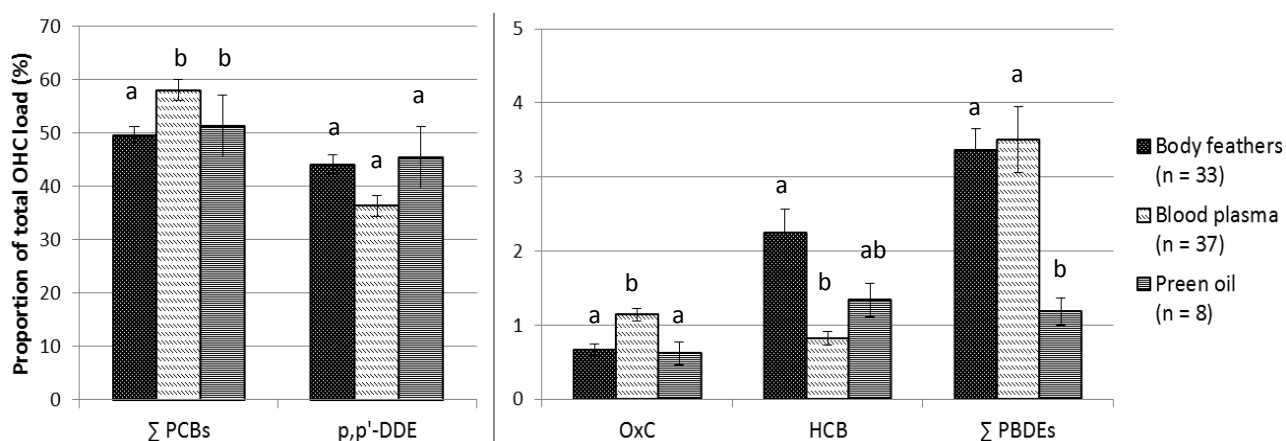 Proportion of total OHC load (%)
70
60
50
40
30
20
10
0
a
b
b
a
a
a
∑ PCBs
p,p'-DDE
5
4
3
2
1
0
a
b
a
a
b
ab
a
a
b
OxC
HCB
∑ PBDEs
Body feathers
(n = 33)
Blood plasma
(n = 37)
Preen oil
(n = 8)